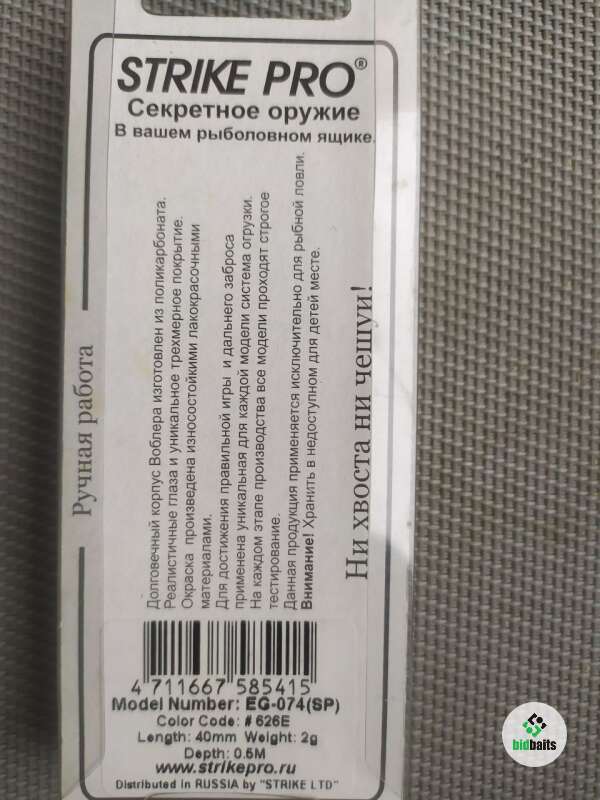 STRIKE PRO®
Секретное оружие
В вашем рыболовном ящике.
Ручная работа
Долговечный корпус Воблера изготовлен из поликарбоната.
Реалистичные глаза и уникальное трехмерное покрытие.
Окраска произведена износостойкими лакокрасочными
материалами.
Для достижения правильной игры и дальнего заброса
применена уникальная для каждой модели система огрузки.
На каждом этапе производства все модели проходят строгое
тестирование.
Данная продукция применяется исключительно для рыбной ловли.
Внимание! Хранить в недоступном для детей месте.
Ни хвоста ни чешуи!
4 711667 585415
Model Number: EG-074(SP)
Color Code: # 626E
Length: 40mm Weight: 2g
Depth: 0.5M
www.strikepro.ru
Distributed in RUSSIA by "STRIKE LTD"
bidbaits